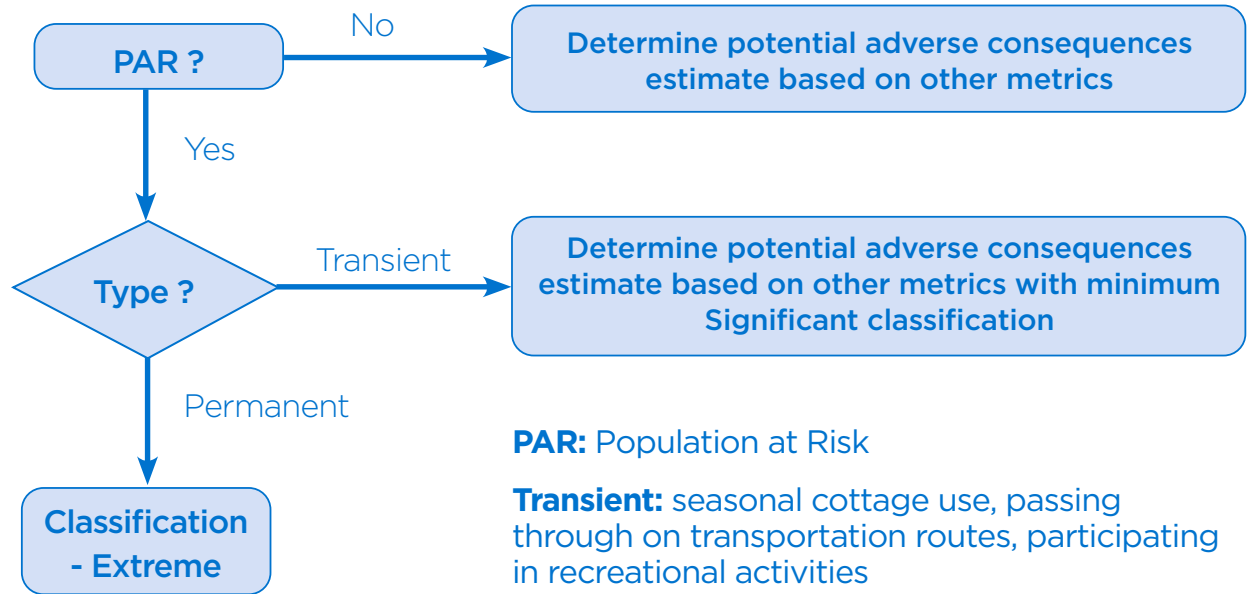 PAR ?
No
Determine potential adverse consequences
estimate based on other metrics
Yes
Type ?
Transient
Determine potential adverse consequences
estimate based on other metrics with minimum
Significant classification
Permanent
Classification
- Extreme
PAR: Population at Risk
Transient: seasonal cottage use, passing
through on transportation routes, participating
in recreational activities